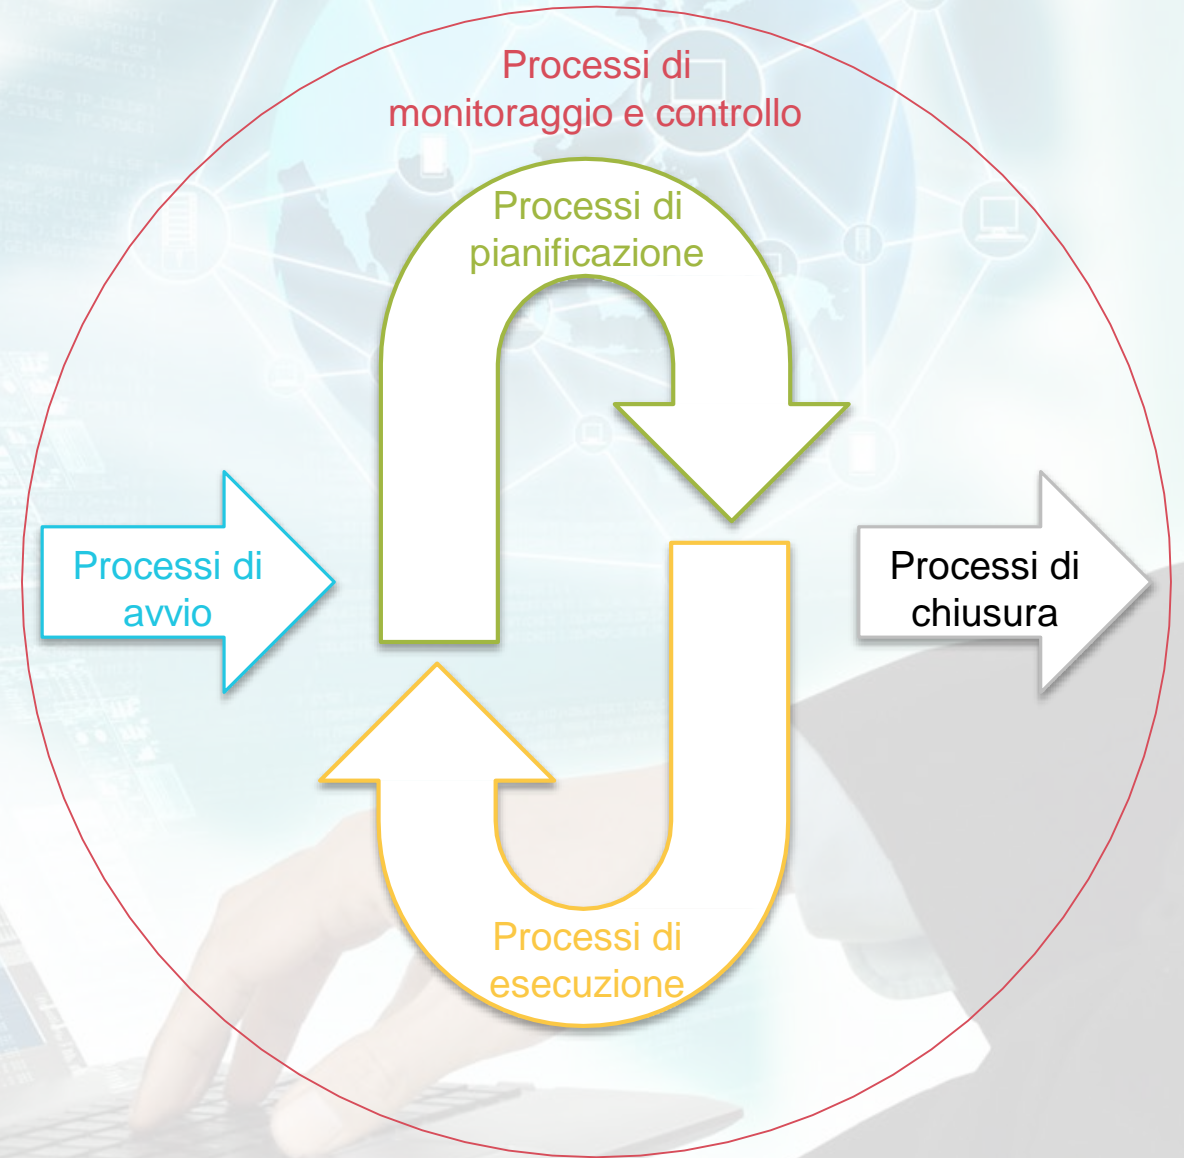 Processi di
monitoraggio e controllo
Processi di
pianificazione
Processi di
avvio
Processi di
chiusura
Processi di
esecuzione